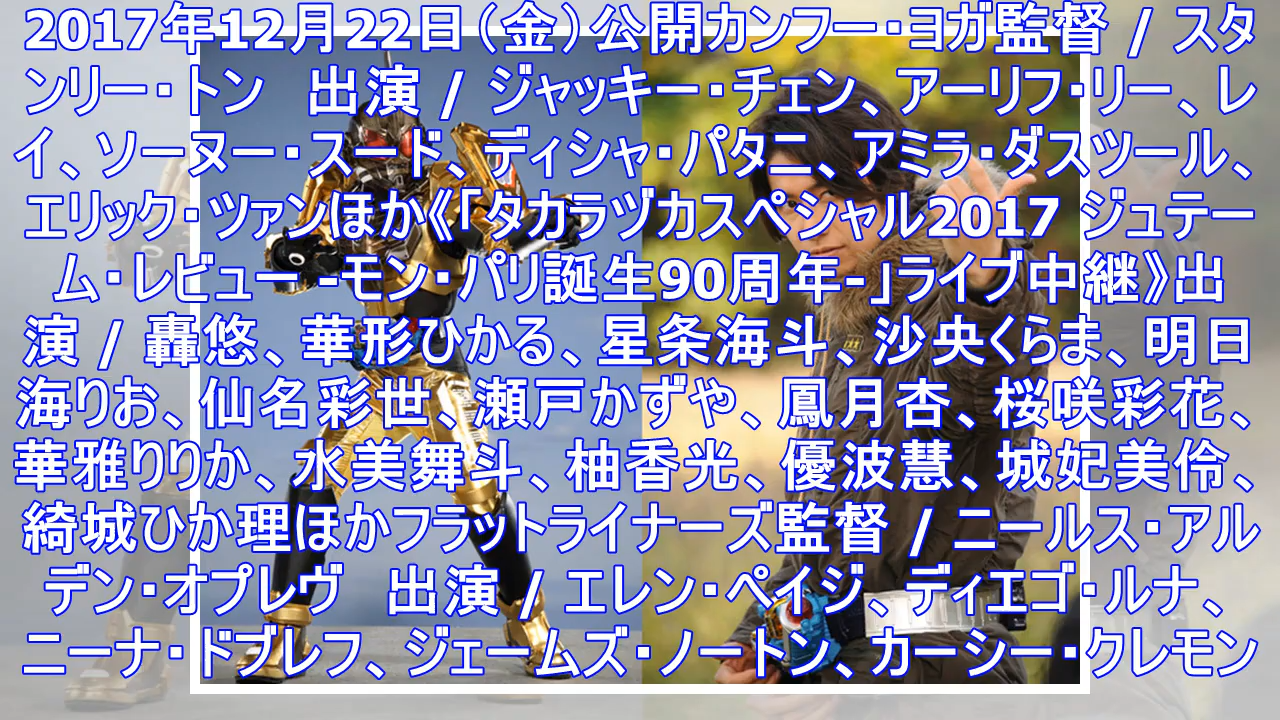 2017年12月22日（金）公開カンフー・ヨガ監督 / スタ
ンリー・トン　出演 / ジャッキー・チェン、アーリフ・リー、レ
イ、ソーヌー・スード、ディシャ・パタニ、アミラ・ダスツール、
エリック・ツァンほか《「タカラヅカスペシャル2017 ジュテー
ム・レビュー -モン・パリ誕生90周年-」ライブ中継》出
演 / 轟悠、華形ひかる、星条海斗、沙央くらま、明日
海りお、仙名彩世、瀬戸かずや、鳳月杏、桜咲彩花、
華雅りりか、水美舞斗、柚香光、優波慧、城妃美伶、
綺城ひか理ほかフラットライナーズ監督 / ニールス・アル
デン・オプレヴ　出演 / エレン・ペイジ、ディエゴ・ルナ、
ニーナ・ドブレフ、ジェームズ・ノートン、カーシー・クレモン